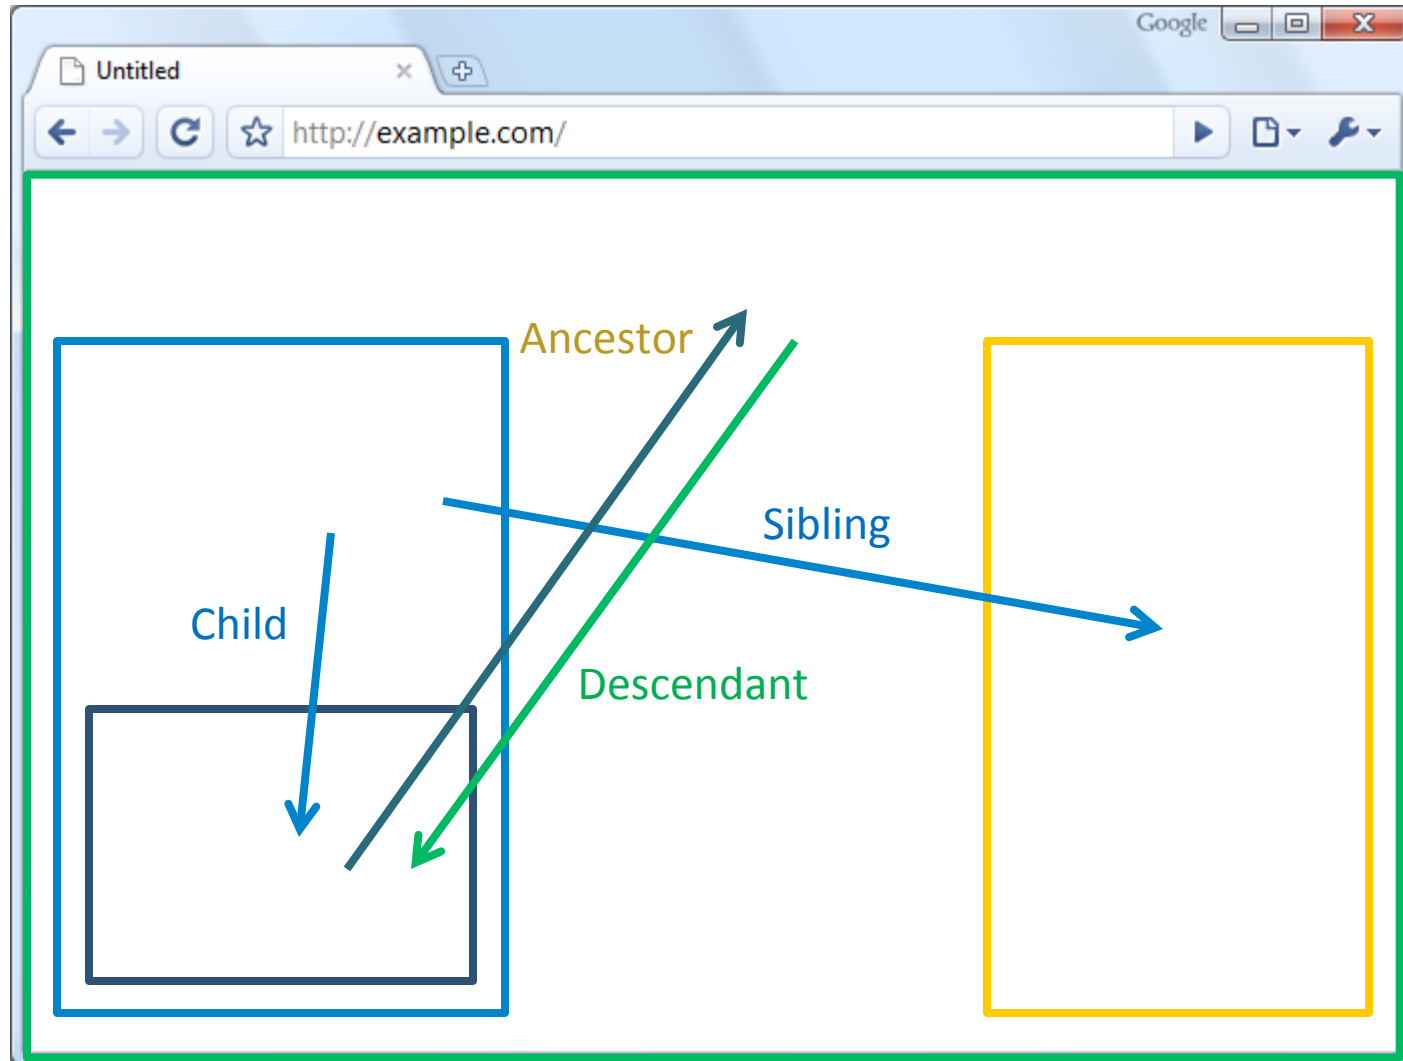 Google
Untitled
http://example.com/
Ancestor
Sibling
Child
Descendant